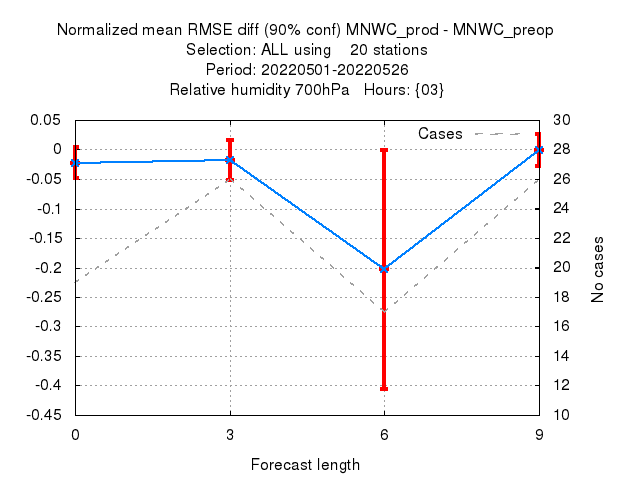 Normalized mean RMSE diff (90% conf) MNWC_prod - MNWC_preop
Selection: ALL using    20 stations
Period: 20220501-20220526
Relative humidity 700hPa   Hours: {03}
Cases
0.05
0
-0.05
-0.1
-0.15
-0.2
-0.25
-0.3
-0.35
-0.4
-0.45
30
28
26
24
22
20
18
16
14
12
10
No cases
0 3 6 9
Forecast length